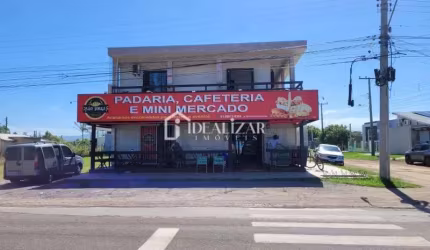 PADARIA, CAFETERIA
E MINI MERCADO
IDEALIZAR
IMÓVEIS